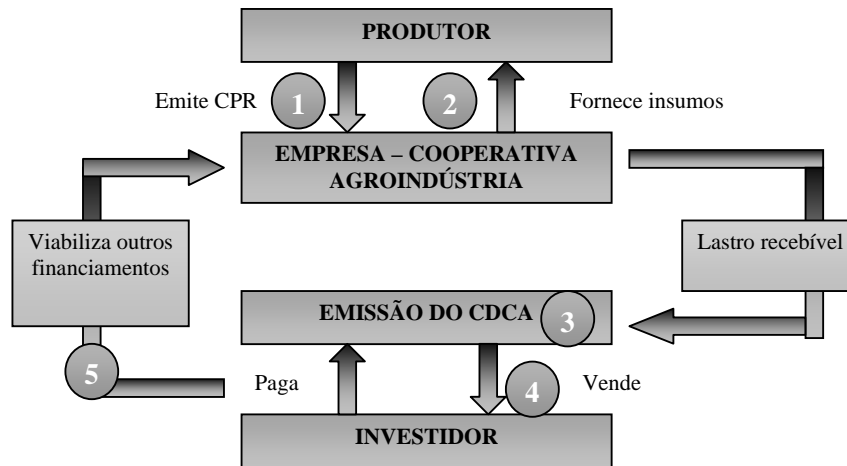 PRODUTOR
Emite CPR
1
2
Fornece insumos
EMPRESA – COOPERATIVA
AGROINDÚSTRIA
Viabiliza outros
financiamentos
Lastro recebível
EMISSÃO DO CDCA
3
5
Paga
4
Vende
INVESTIDOR